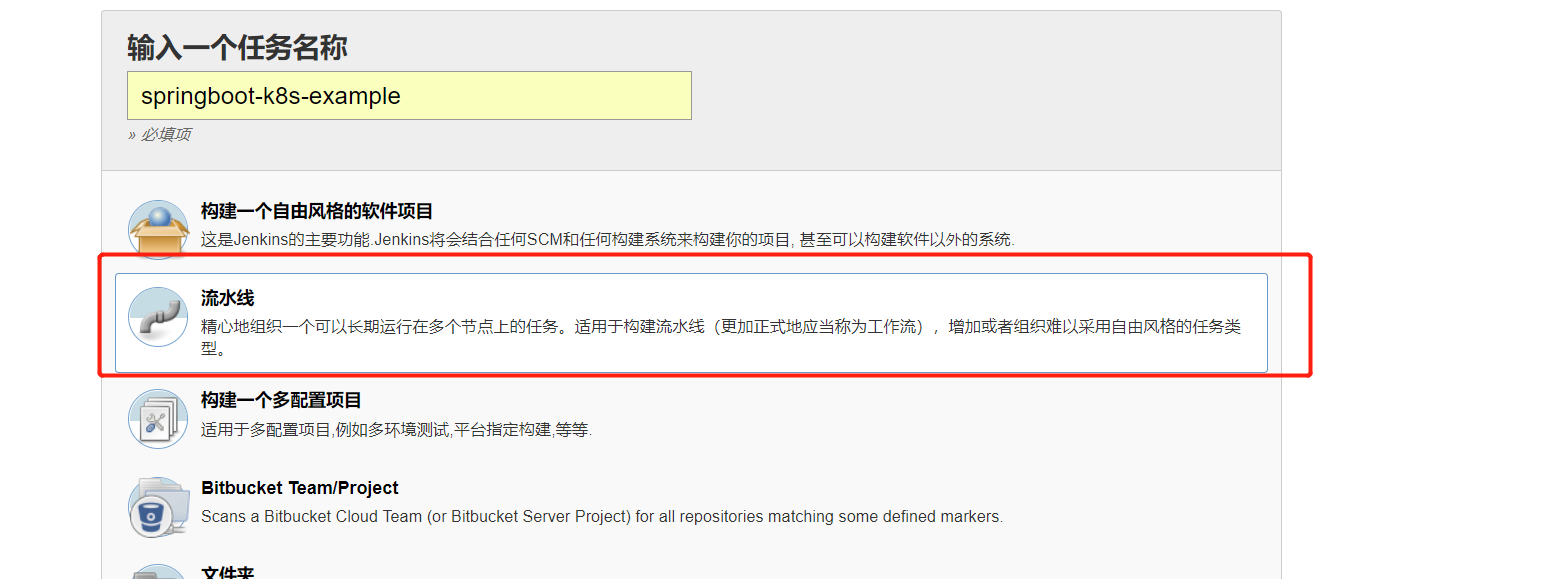 输入一个任务名称
springboot-k8s-example
» 必填项
构建一个自由风格的软件项目
这是Jenkins的主要功能.Jenkins将会结合任何SCM和任何构建系统来构建你的项目, 甚至可以构建软件以外的系统.
流水线
精心地组织一个可以长期运行在多个节点上的任务。适用于构建流水线（更加正式地应当称为工作流），增加或者组织难以采用自由风格的任务类
型。
构建一个多配置项目
适用于多配置项目,例如多环境测试,平台指定构建,等等.
Bitbucket Team/Project
Scans a Bitbucket Cloud Team (or Bitbucket Server Project) for all repositories matching some defined markers.
文件夹